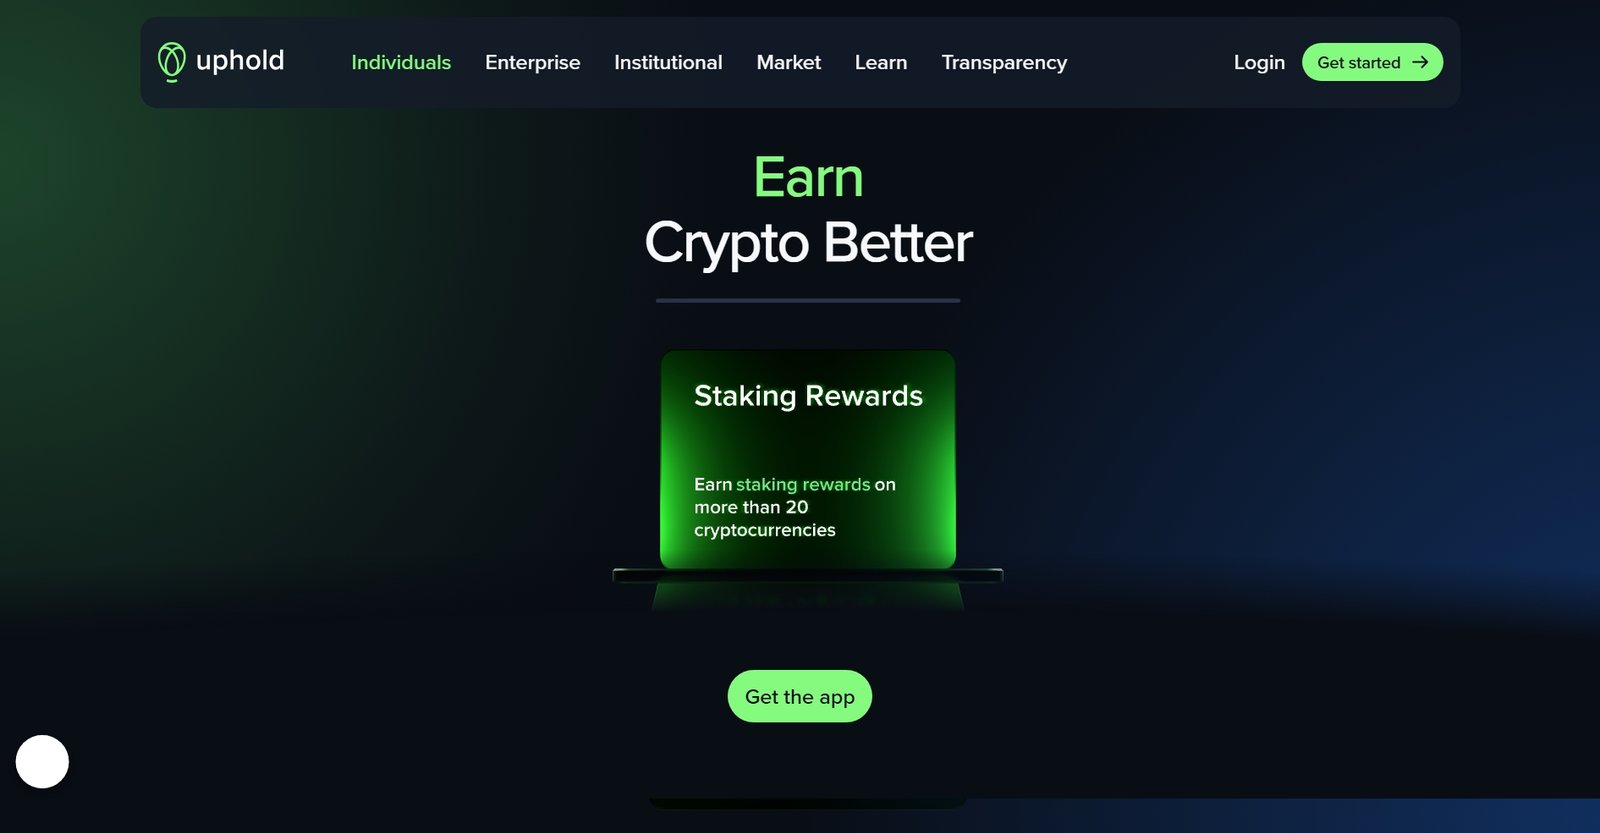 uphold
Individuals
Enterprise
Institutional
Market
Learn
Transparency
Login
Get started
Earn
Crypto Better
Staking Rewards
Earn staking rewards on
more than 20
cryptocurrencies
Get the app